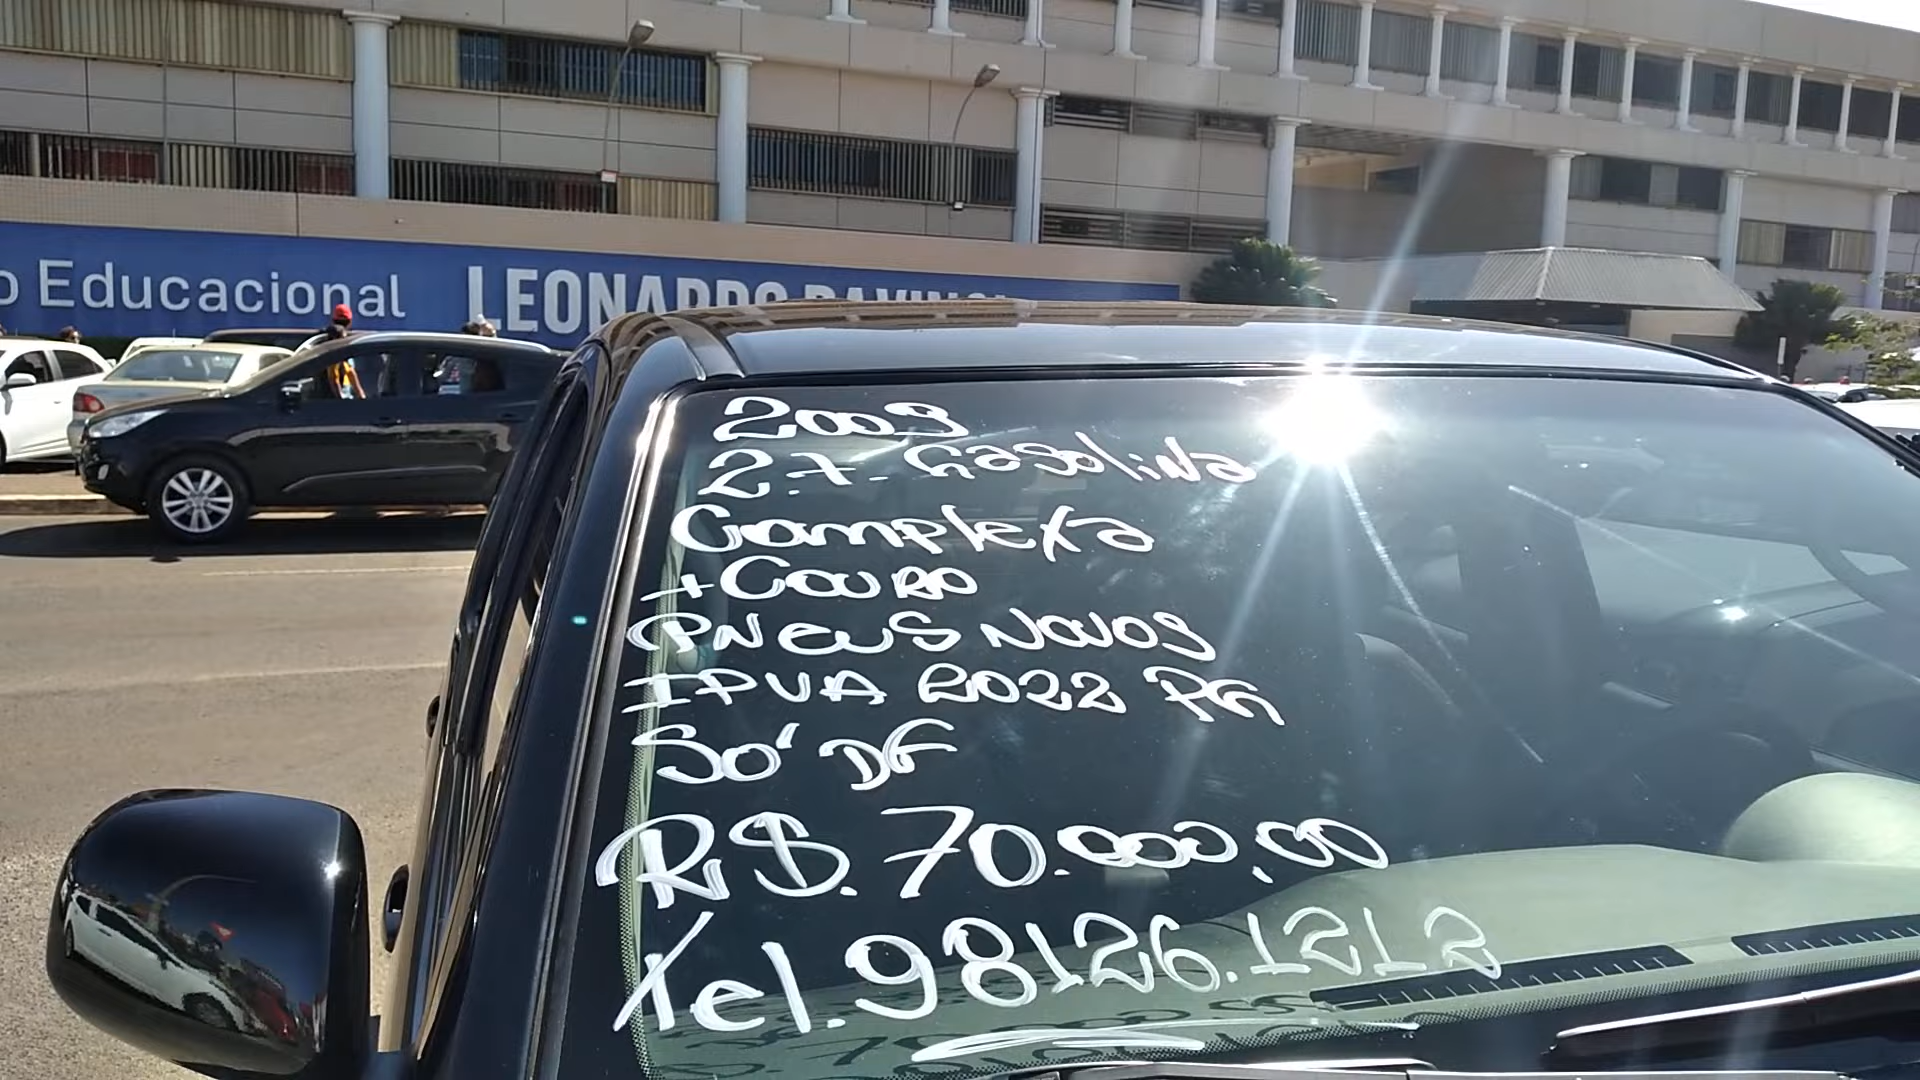 o Educacional LEONARDO DAVINCI
2009
2.7 - Gasolina
Completa
+ COURO
PNEUS NOVOS
IPVA 2022 PG
Só DF
R$. 70.000,00
Tel. 98126.1212